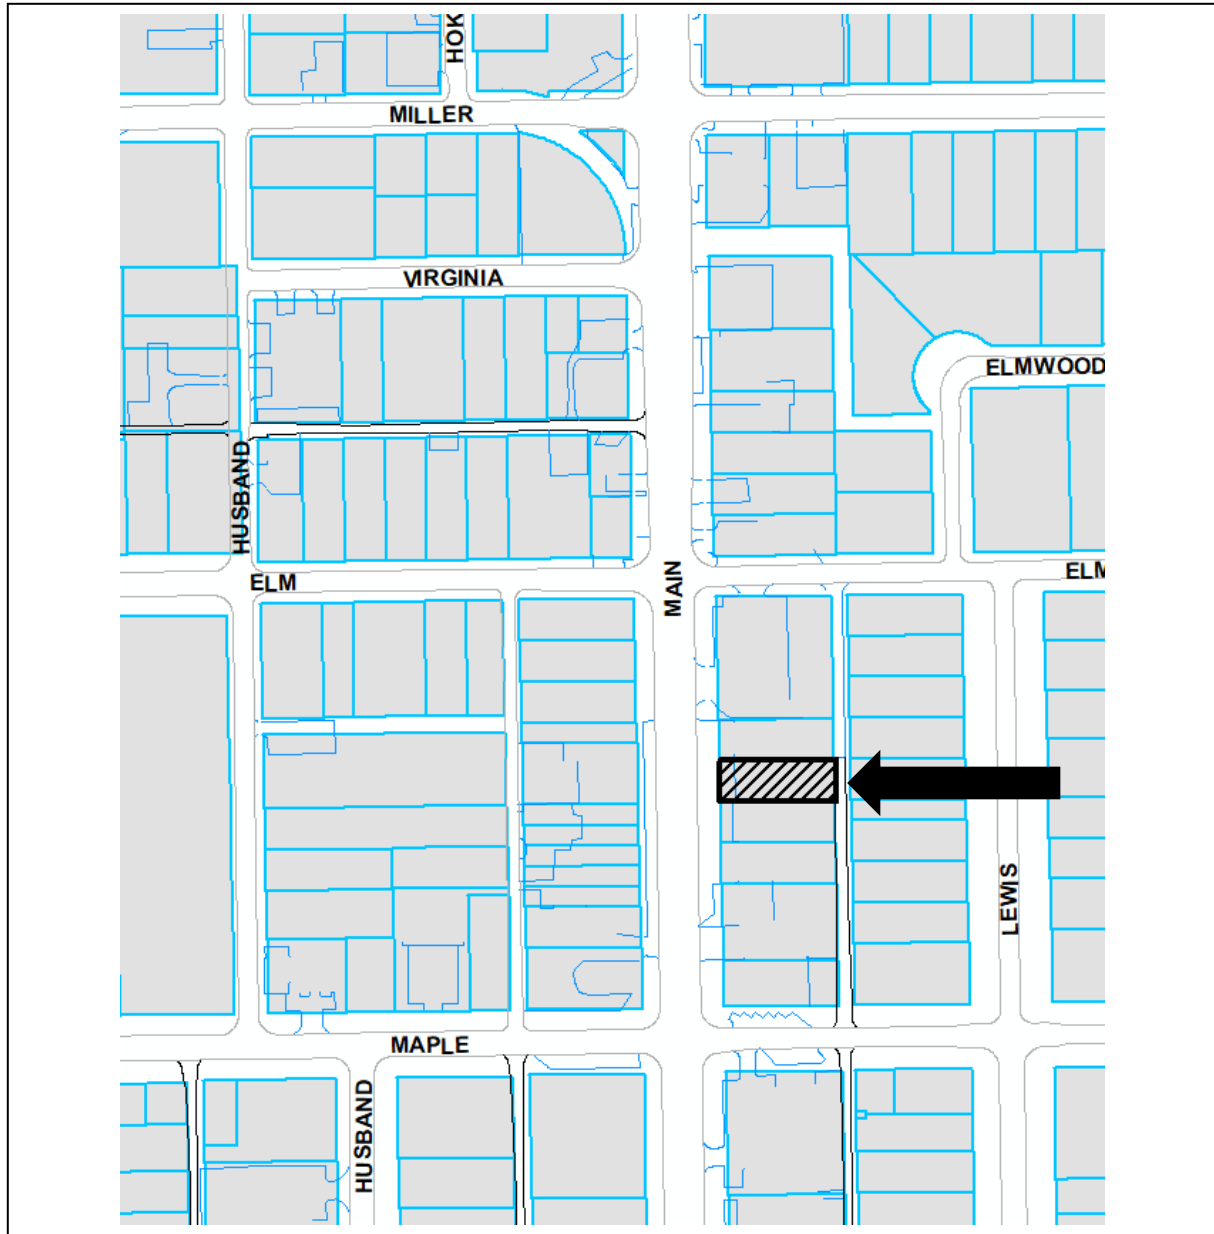 HOK
MILLER
VIRGINIA
ELMWOOD
HUSBAND
ELM
MAIN
ELM
LEWIS
MAPLE
HUSBAND